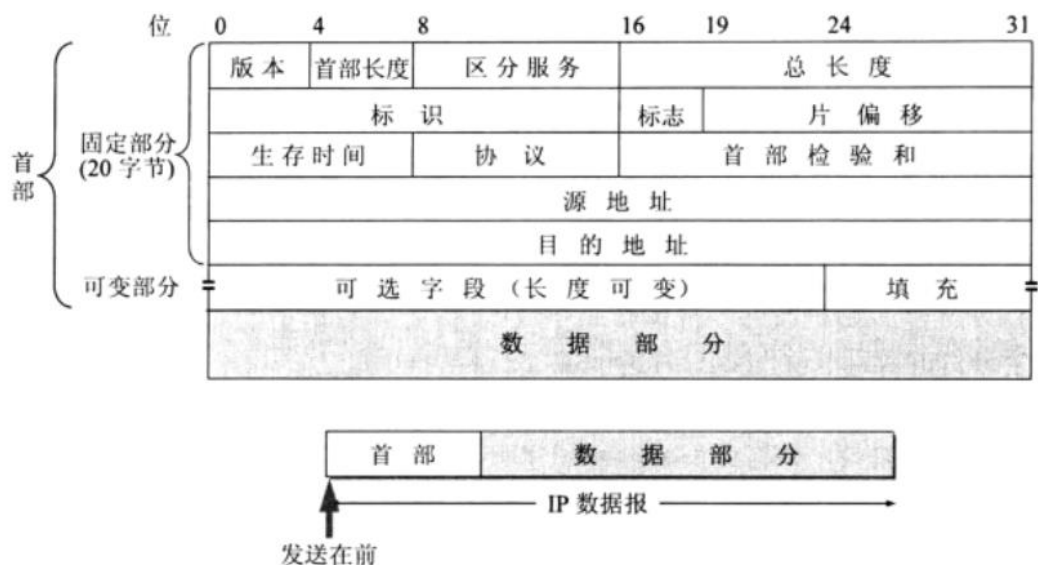 位 0 4 8 16 19 24 31
版本 首部长度 区分服务 总长度
标识 标志 片偏移
首部 固定部分 (20 字节) 生存时间 协议 首部检验和
源地址
目的地址
可变部分 可选字段 (长度可变) 填充
数据部分
首部 数据部分
IP 数据报
发送在前